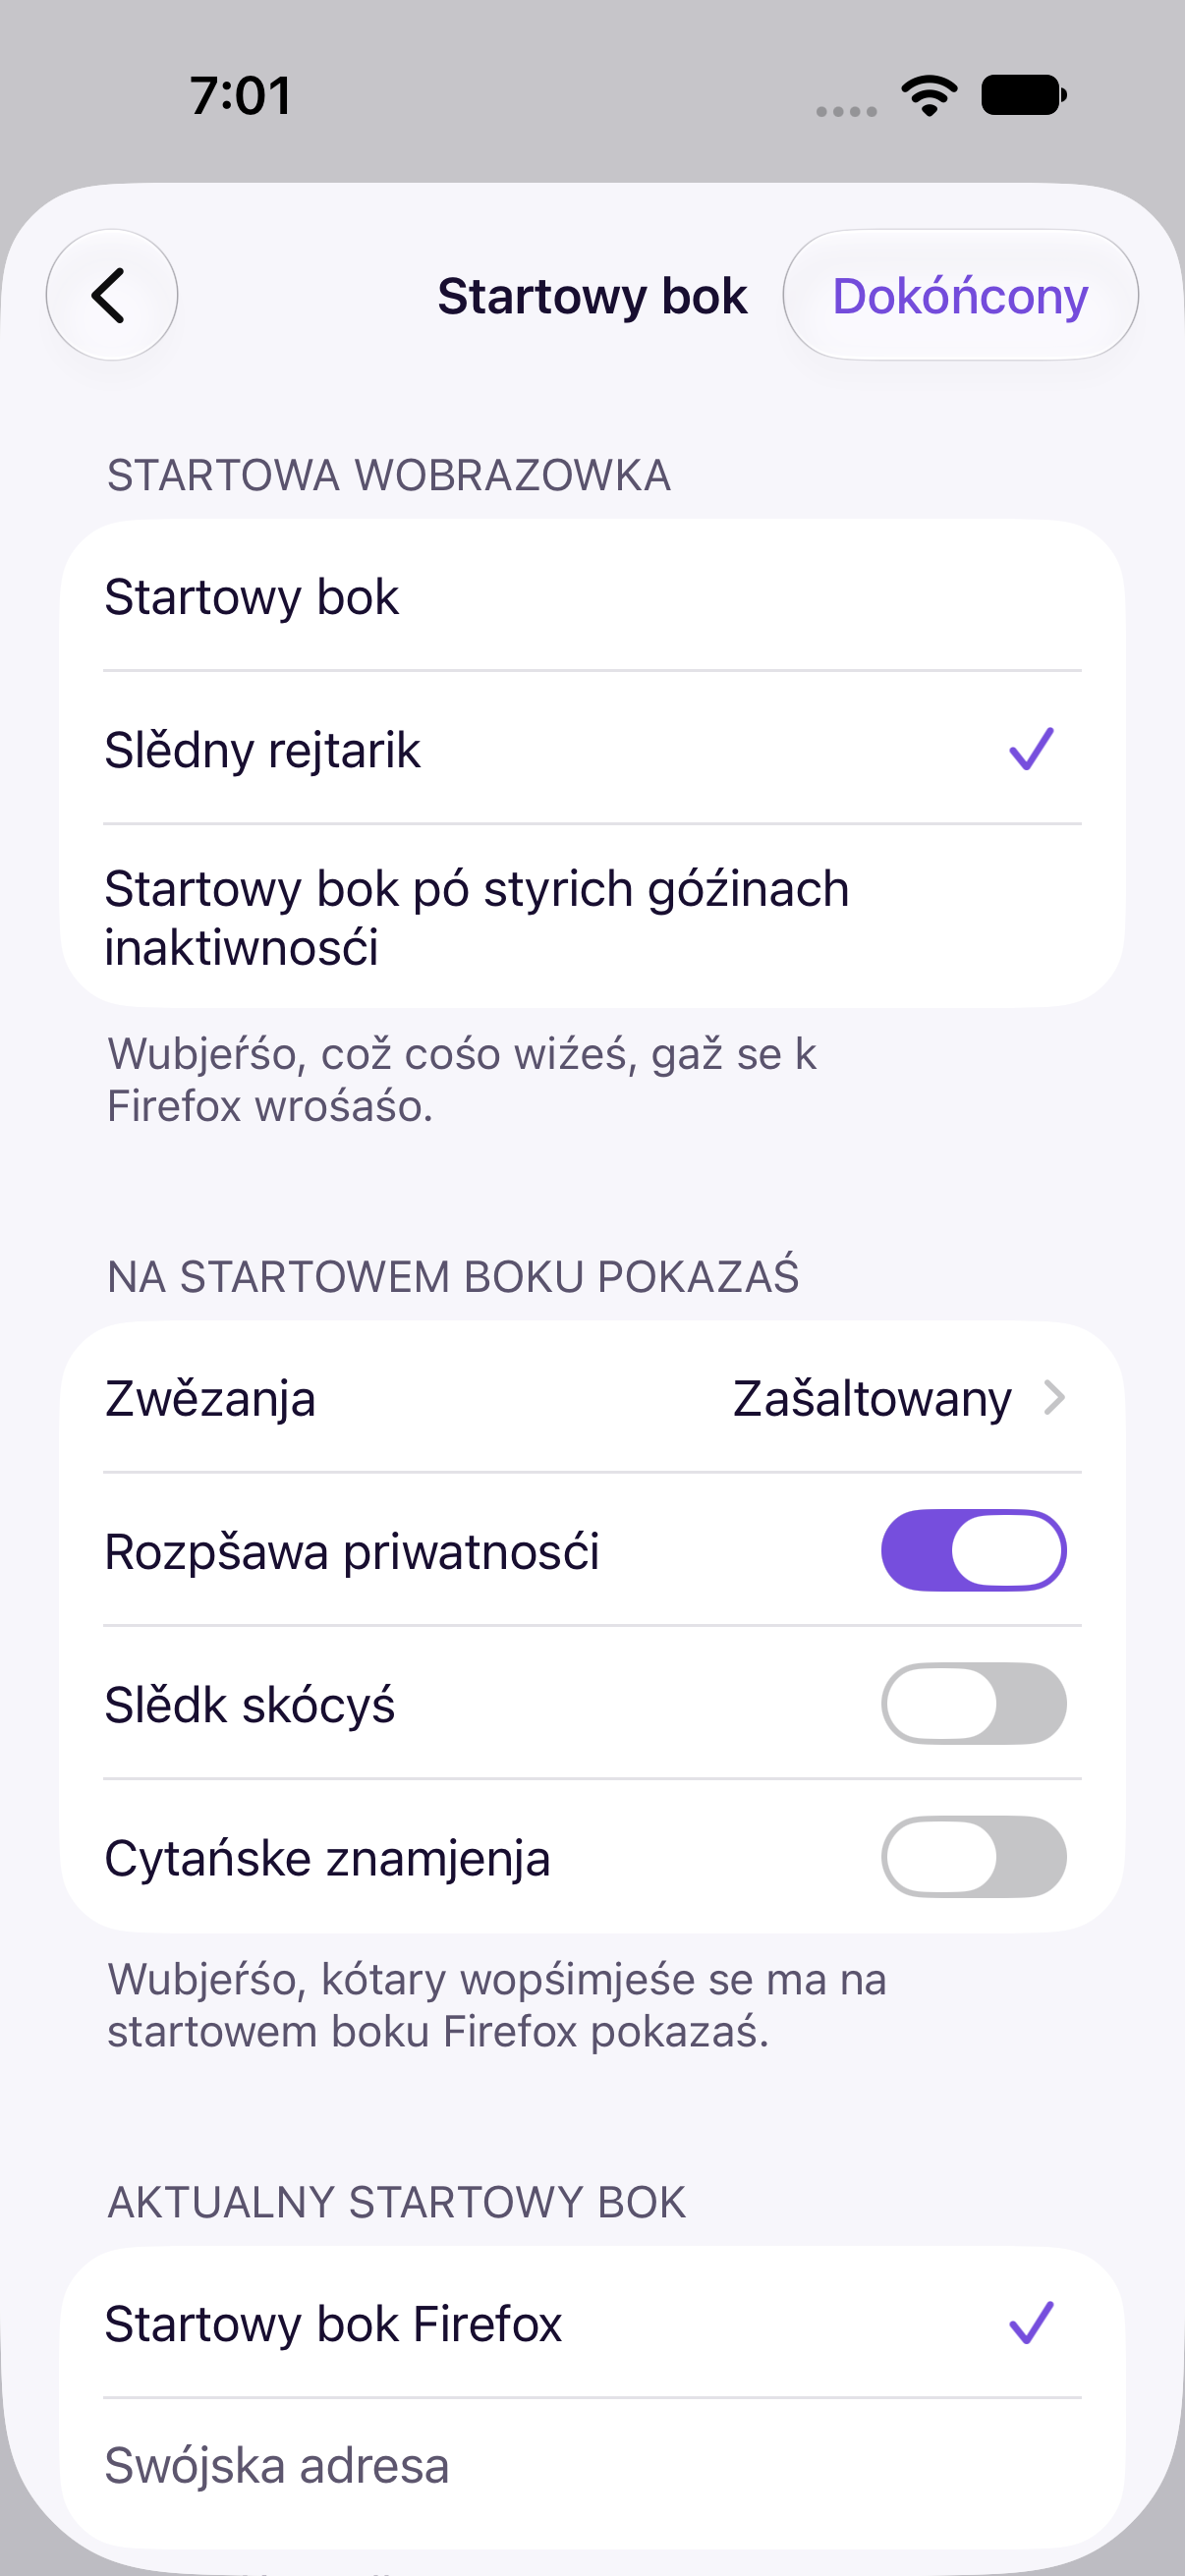 7:01
Startowy bok
Dokóńcony
STARTOWA WOBRAZOWKA
Startowy bok
Slědny rejtarik
Startowy bok pó styrich góźinach
inaktiwnosći
Wubjeŕśo, což cośo wiźeś, gaž se k
Firefox wrośaśo.
NA STARTOWEM BOKU POKAZAŚ
Zwězanja
Zašaltowany
Rozpšawa priwatnosći
Slědk skócyś
Cytańske znamjenja
Wubjeŕśo, kótary wopśimjeśe se ma na
startowem boku Firefox pokazaś.
AKTUALNY STARTOWY BOK
Startowy bok Firefox
Swójska adresa